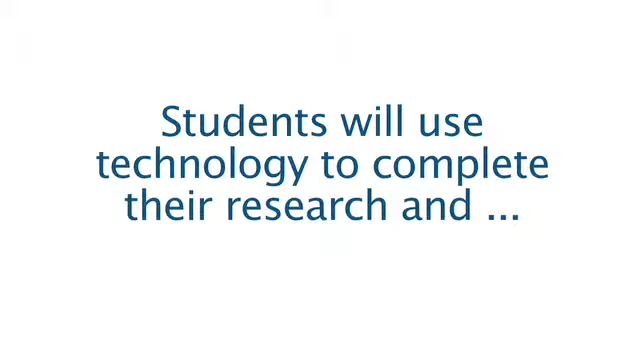 Students will use
technology to complete
their research and ...